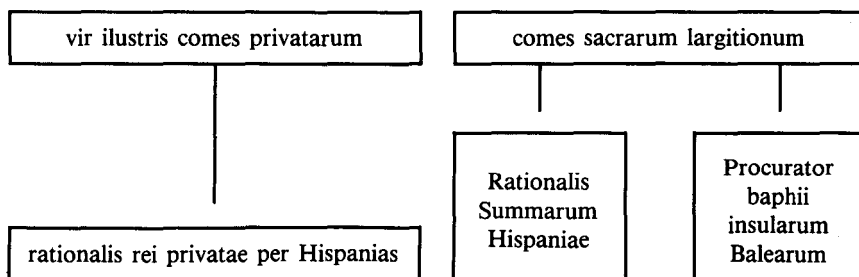 vir ilustris comes privatarum
comes sacrarum largitionum
Rationalis
Summarum
Hispaniae
Procurator
baphii
insularum
Balearum
rationalis rei privatae per Hispanias